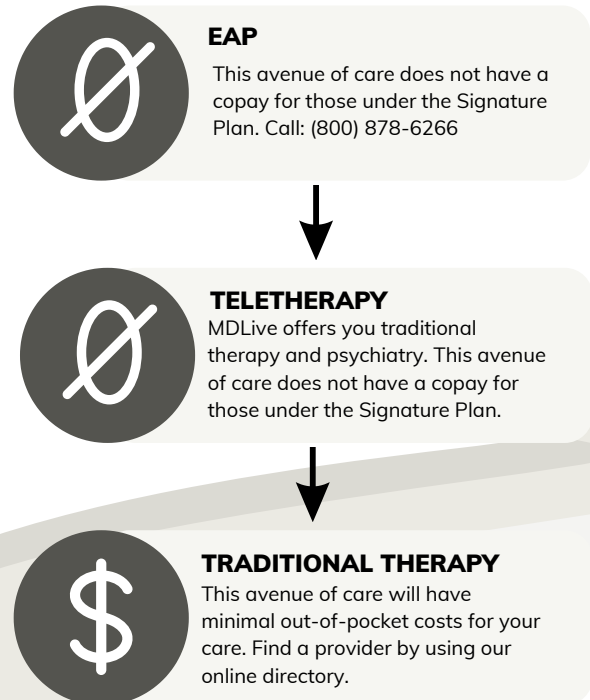 EAP
This avenue of care does not have a
copay for those under the Signature
Plan. Call: (800) 878-6266
TELETHERAPY
MDLive offers you traditional
therapy and psychiatry. This avenue
of care does not have a copay for
those under the Signature Plan.
$
TRADITIONAL THERAPY
This avenue of care will have
minimal out-of-pocket costs for your
care. Find a provider by using our
online directory.